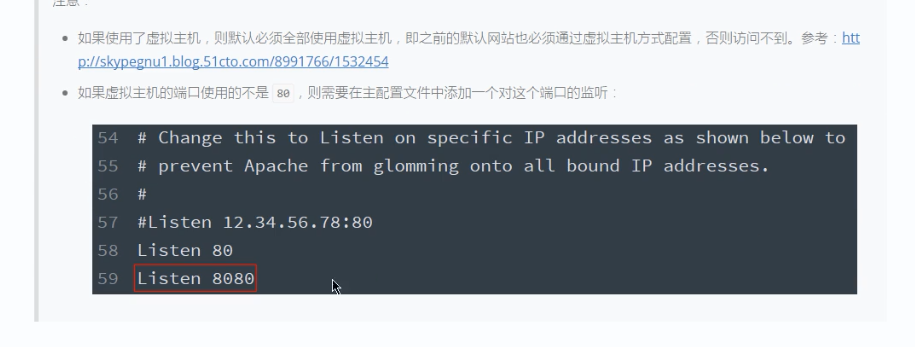 注意：
如果使用了虚拟主机，则默认必须全部使用虚拟主机，即之前的默认网站也必须通过虚拟主机方式配置，否则访问不到。参考：htt
p://skypegnu1.blog.51cto.com/8991766/1532454
如果虚拟主机的端口使用的不是 80 ，则需要在主配置文件中添加一个对这个端口的监听：
54 # Change this to Listen on specific IP addresses as shown below to
55 # prevent Apache from glomming onto all bound IP addresses.
56 #
57 #Listen 12.34.56.78:80
58 Listen 80
59 Listen 8080